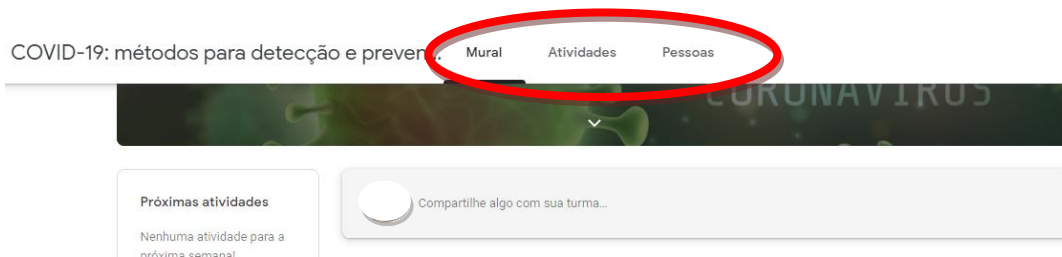 COVID-19: métodos para detecção e preven... Mural Atividades Pessoas
CORONAVIRUS
Próximas atividades
Compartilhe algo com sua turma...
Nenhuma atividade para a
próxima semana!